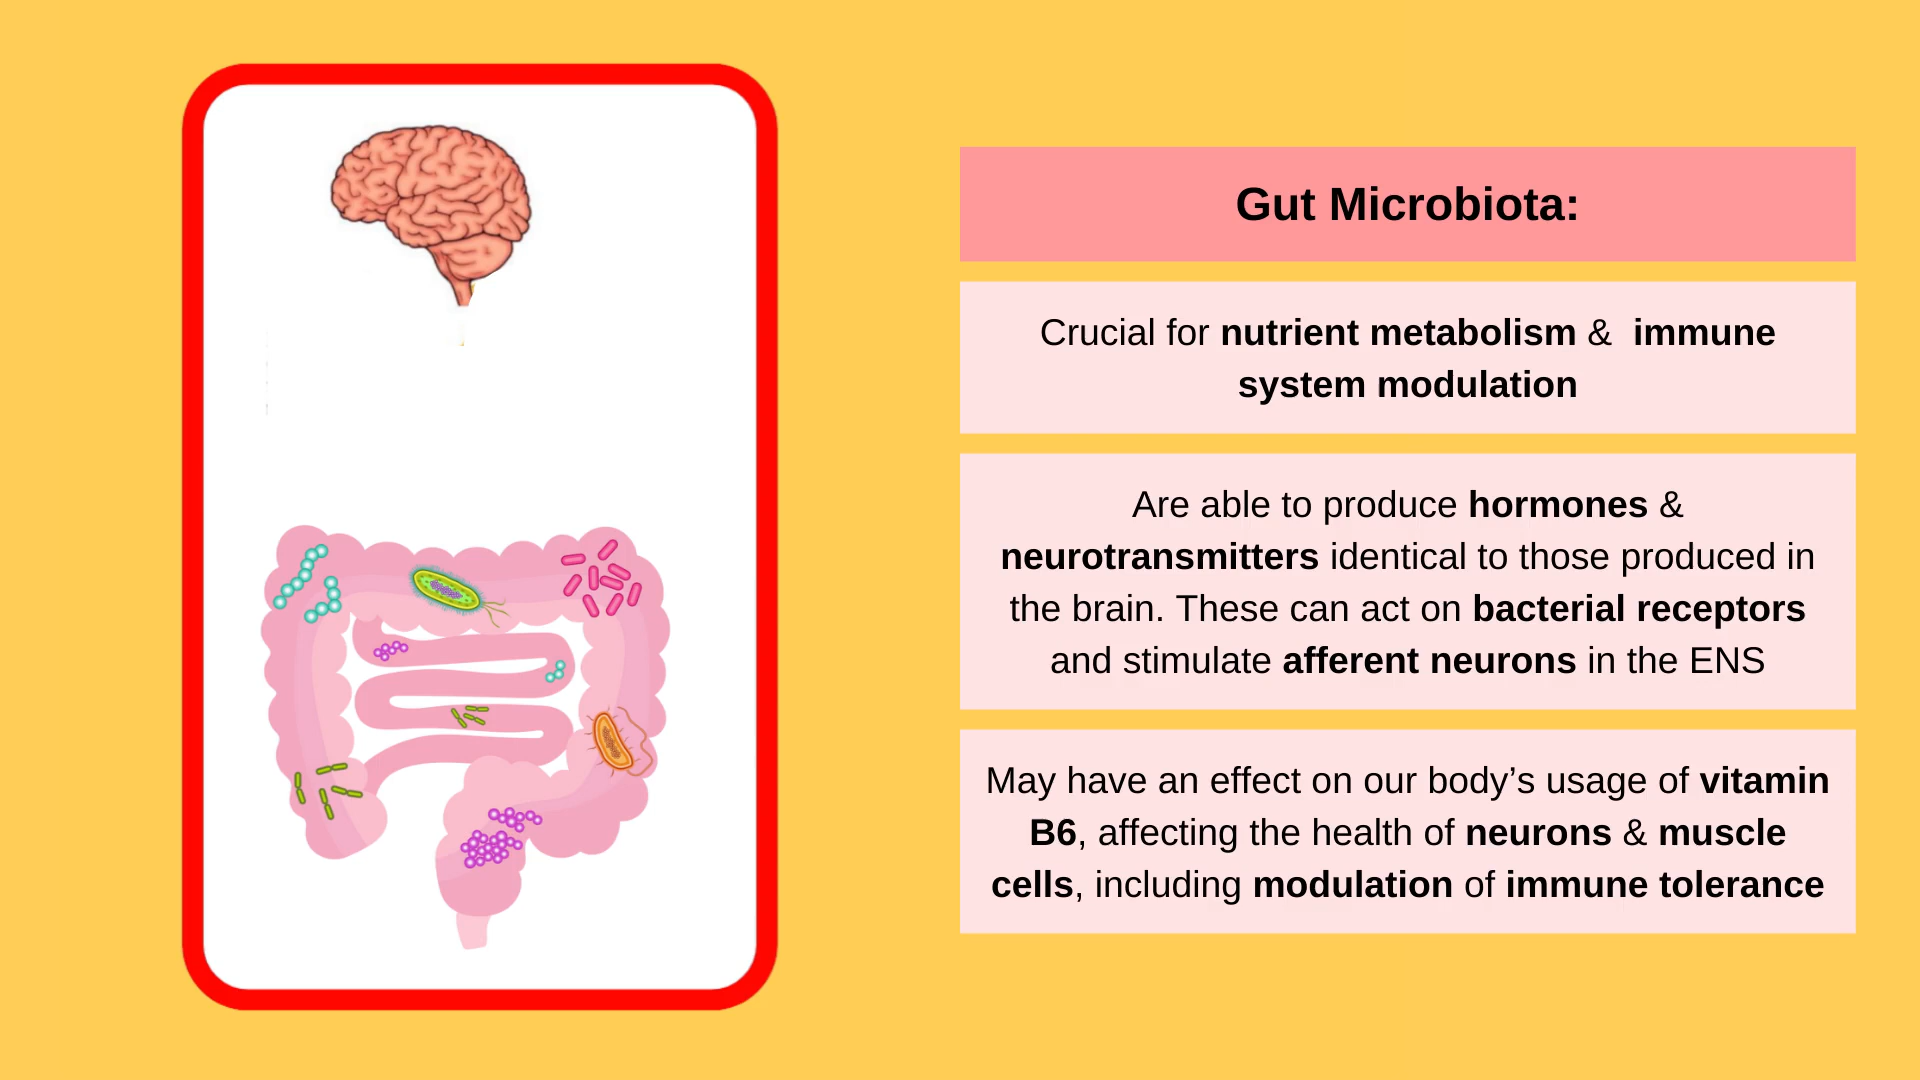 Gut Microbiota:
Crucial for nutrient metabolism &  immune
system modulation
Are able to produce hormones &
neurotransmitters identical to those produced in
the brain. These can act on bacterial receptors
and stimulate afferent neurons in the ENS
May have an effect on our body’s usage of vitamin
B6, affecting the health of neurons & muscle
cells, including modulation of immune tolerance